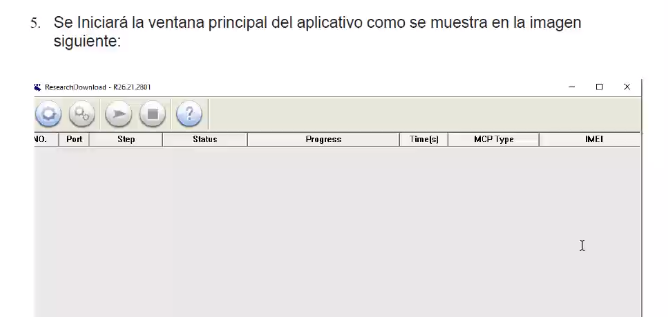 5. Se Iniciará la ventana principal del aplicativo como se muestra en la imagen
siguiente:
ResearchDownload - R26.21.2801
NO. Port Step Status Progress Time(s) MCP Type IMEI